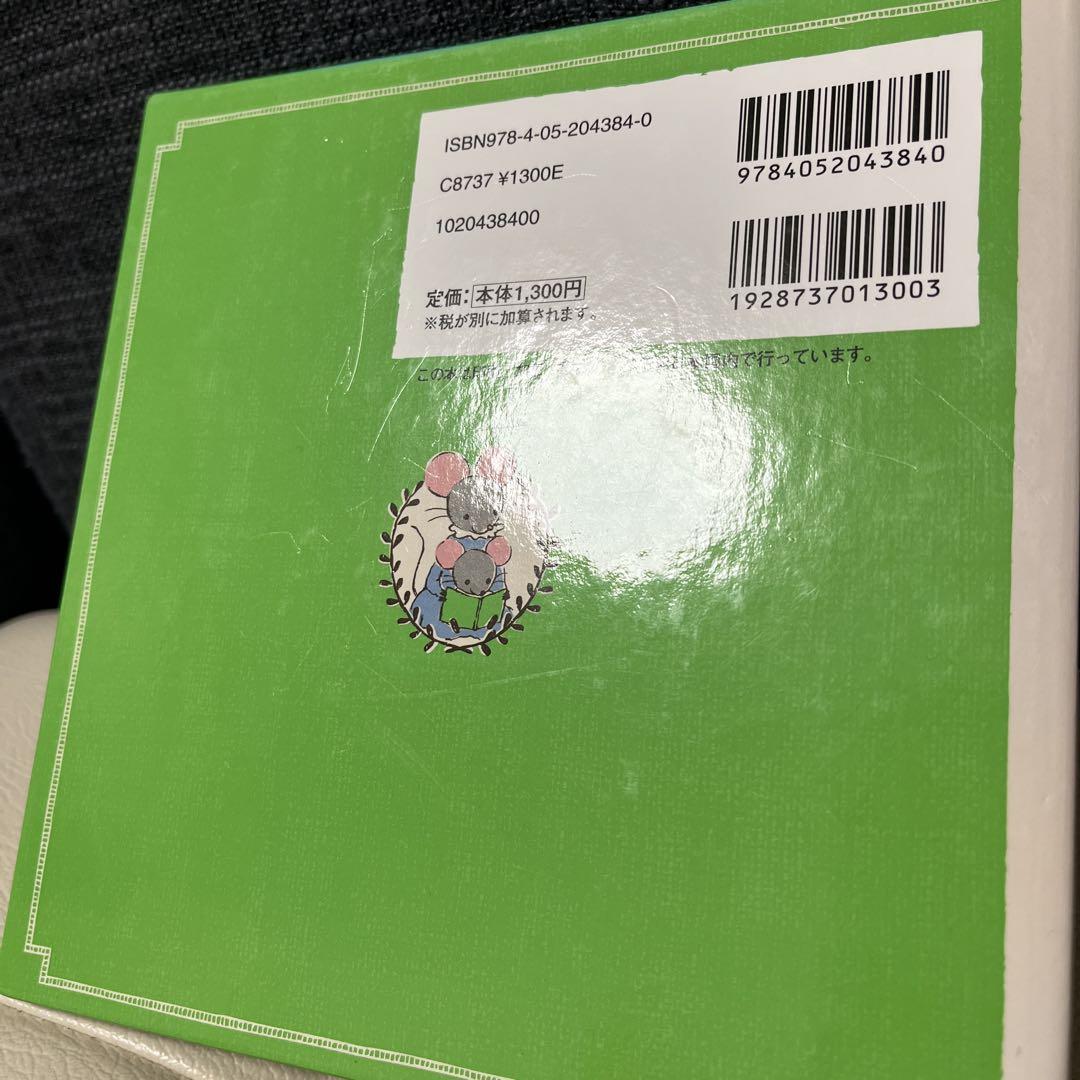 ISBN978-4-05-204384-0
C8737 ¥1300E
1020438400
定価：本体1,300円
※税が別に加算されます。
9784052043840
1928737013003
この本は
内で行っています。